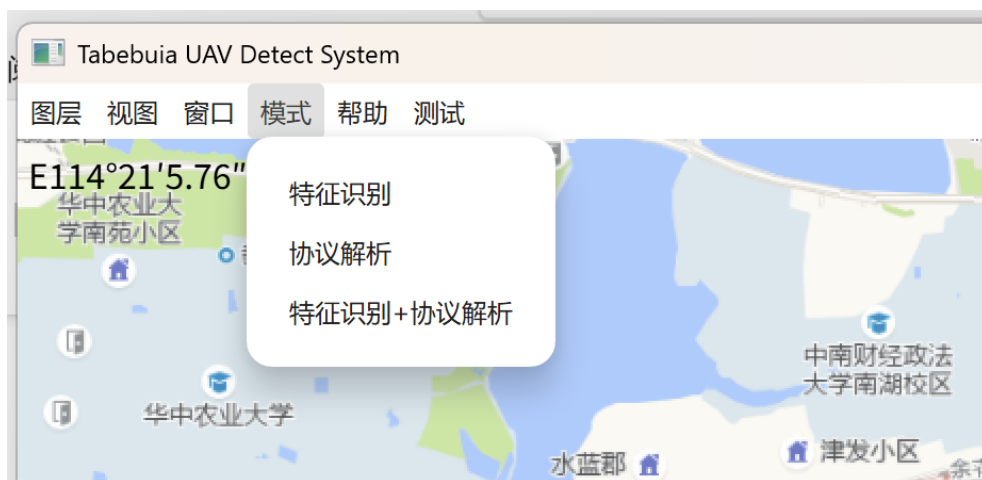 Tabebuia UAV Detect System
图层 视图 窗口 模式 帮助 测试
E114°21′5.76″
特征识别
协议解析
特征识别+协议解析
华中农业大
学南苑小区
中南财经政法
大学南湖校区
华中农业大学
水蓝郡
津发小区